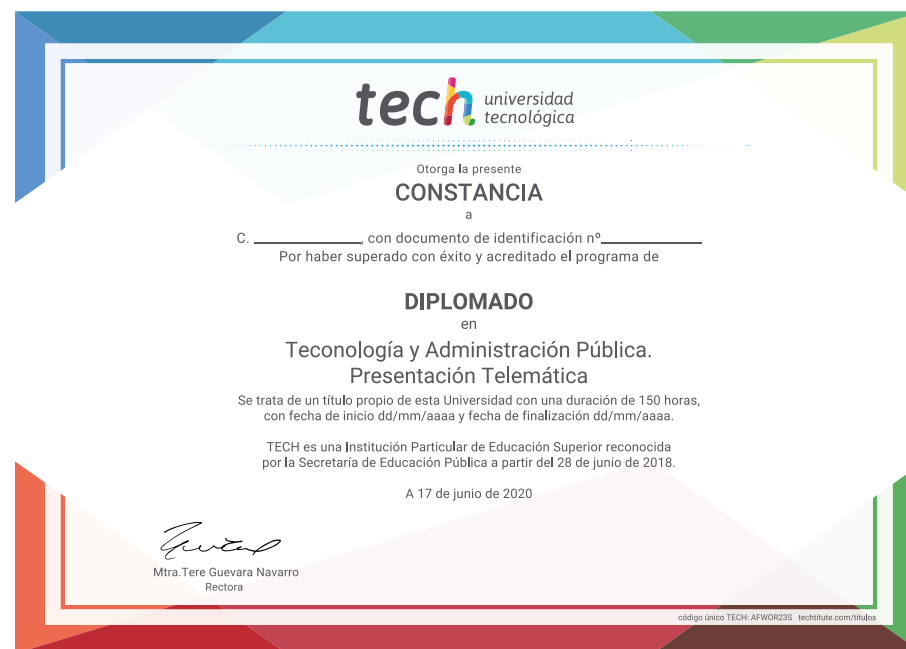 tech universidad
tecnológica
Otorga la presente
CONSTANCIA
a
C. ____________, con documento de identificación nº____________
Por haber superado con éxito y acreditado el programa de
DIPLOMADO
en
Teconología y Administración Pública.
Presentación Telemática
Se trata de un título propio de esta Universidad con una duración de 150 horas,
con fecha de inicio dd/mm/aaaa y fecha de finalización dd/mm/aaaa.
TECH es una Institución Particular de Educación Superior reconocida
por la Secretaría de Educación Pública a partir del 28 de junio de 2018.
A 17 de junio de 2020
Mtra.Tere Guevara Navarro
Rectora
código único TECH: AFWOR23S techtitute.com/titulos